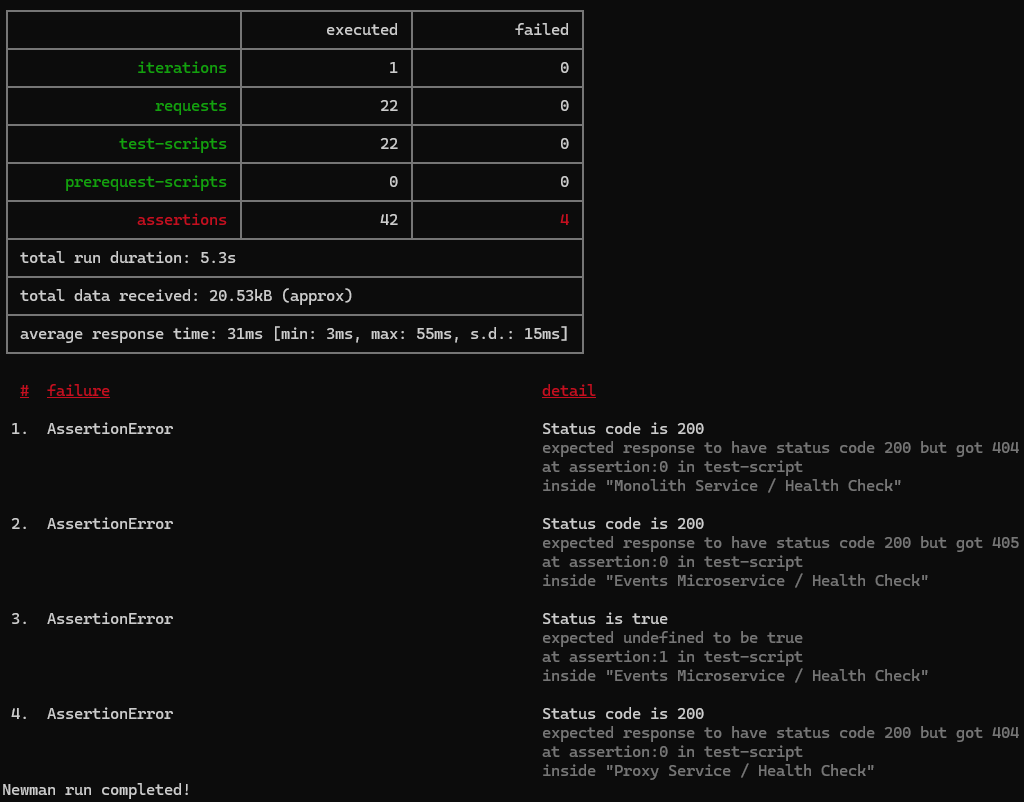 executed failed
iterations 1 0
requests 22 0
test-scripts 22 0
prerequest-scripts 0 0
assertions 42 4
total run duration: 5.3s
total data received: 20.53kB (approx)
average response time: 31ms [min: 3ms, max: 55ms, s.d.: 15ms]
# failure detail
1. AssertionError Status code is 200
expected response to have status code 200 but got 404
at assertion:0 in test-script
inside "Monolith Service / Health Check"
2. AssertionError Status code is 200
expected response to have status code 200 but got 405
at assertion:0 in test-script
inside "Events Microservice / Health Check"
3. AssertionError Status is true
expected undefined to be true
at assertion:1 in test-script
inside "Events Microservice / Health Check"
4. AssertionError Status code is 200
expected response to have status code 200 but got 404
at assertion:0 in test-script
inside "Proxy Service / Health Check"
Newman run completed!